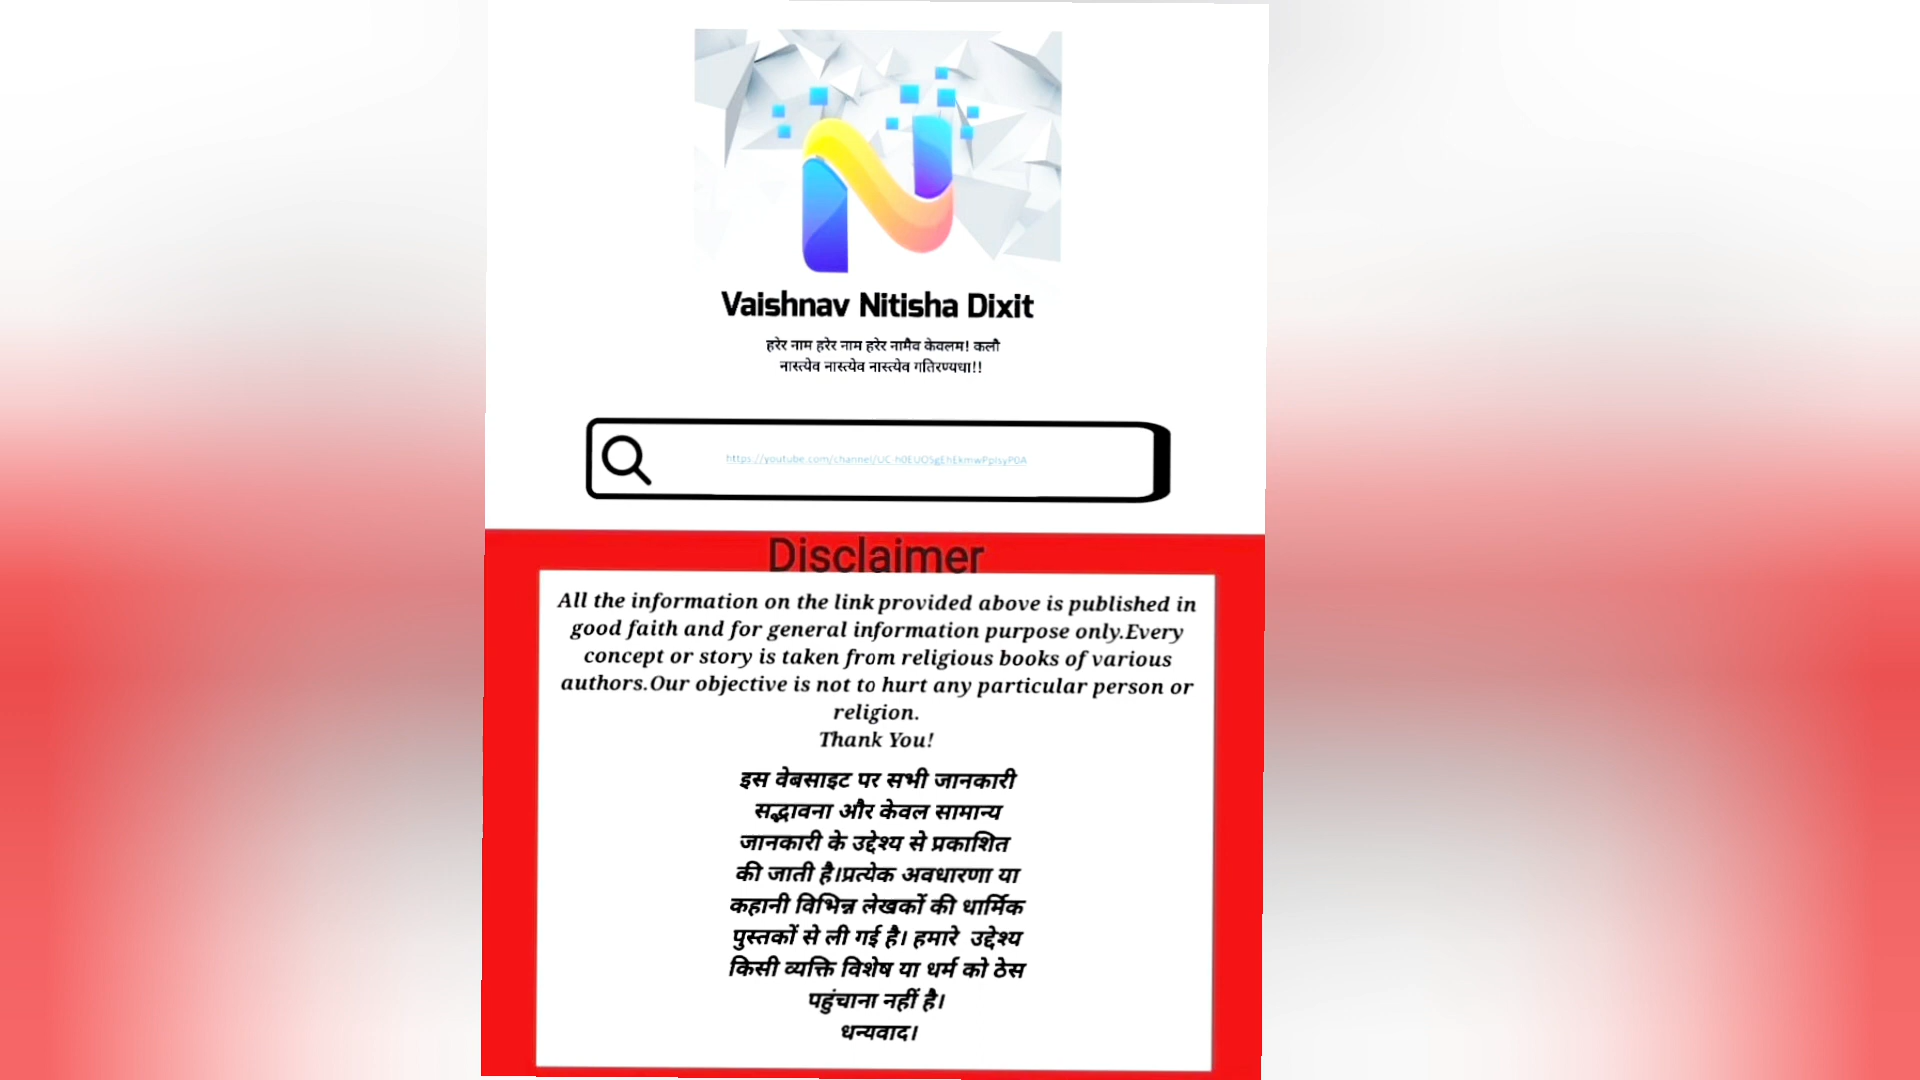 Vaishnav Nitisha Dixit
हरेर नाम हरेर नाम हरेर नामैव केवलम! कलौ
नास्त्येव नास्त्येव नास्त्येव गतिरण्यधा!!
Disclaimer
All the information on the link provided above is published in
good faith and for general information purpose only.Every
concept or story is taken from religious books of various
authors.Our objective is not to hurt any particular person or
religion.
Thank You!
इस वेबसाइट पर सभी जानकारी
सद्भावना और केवल सामान्य
जानकारी के उद्देश्य से प्रकाशित
की जाती है।प्रत्येक अवधारणा या
कहानी विभिन्न लेखकों की धार्मिक
पुस्तकों से ली गई है। हमारे  उद्देश्य
किसी व्यक्ति विशेष या धर्म को ठेस
पहुंचाना नहीं है।
धन्यवाद।